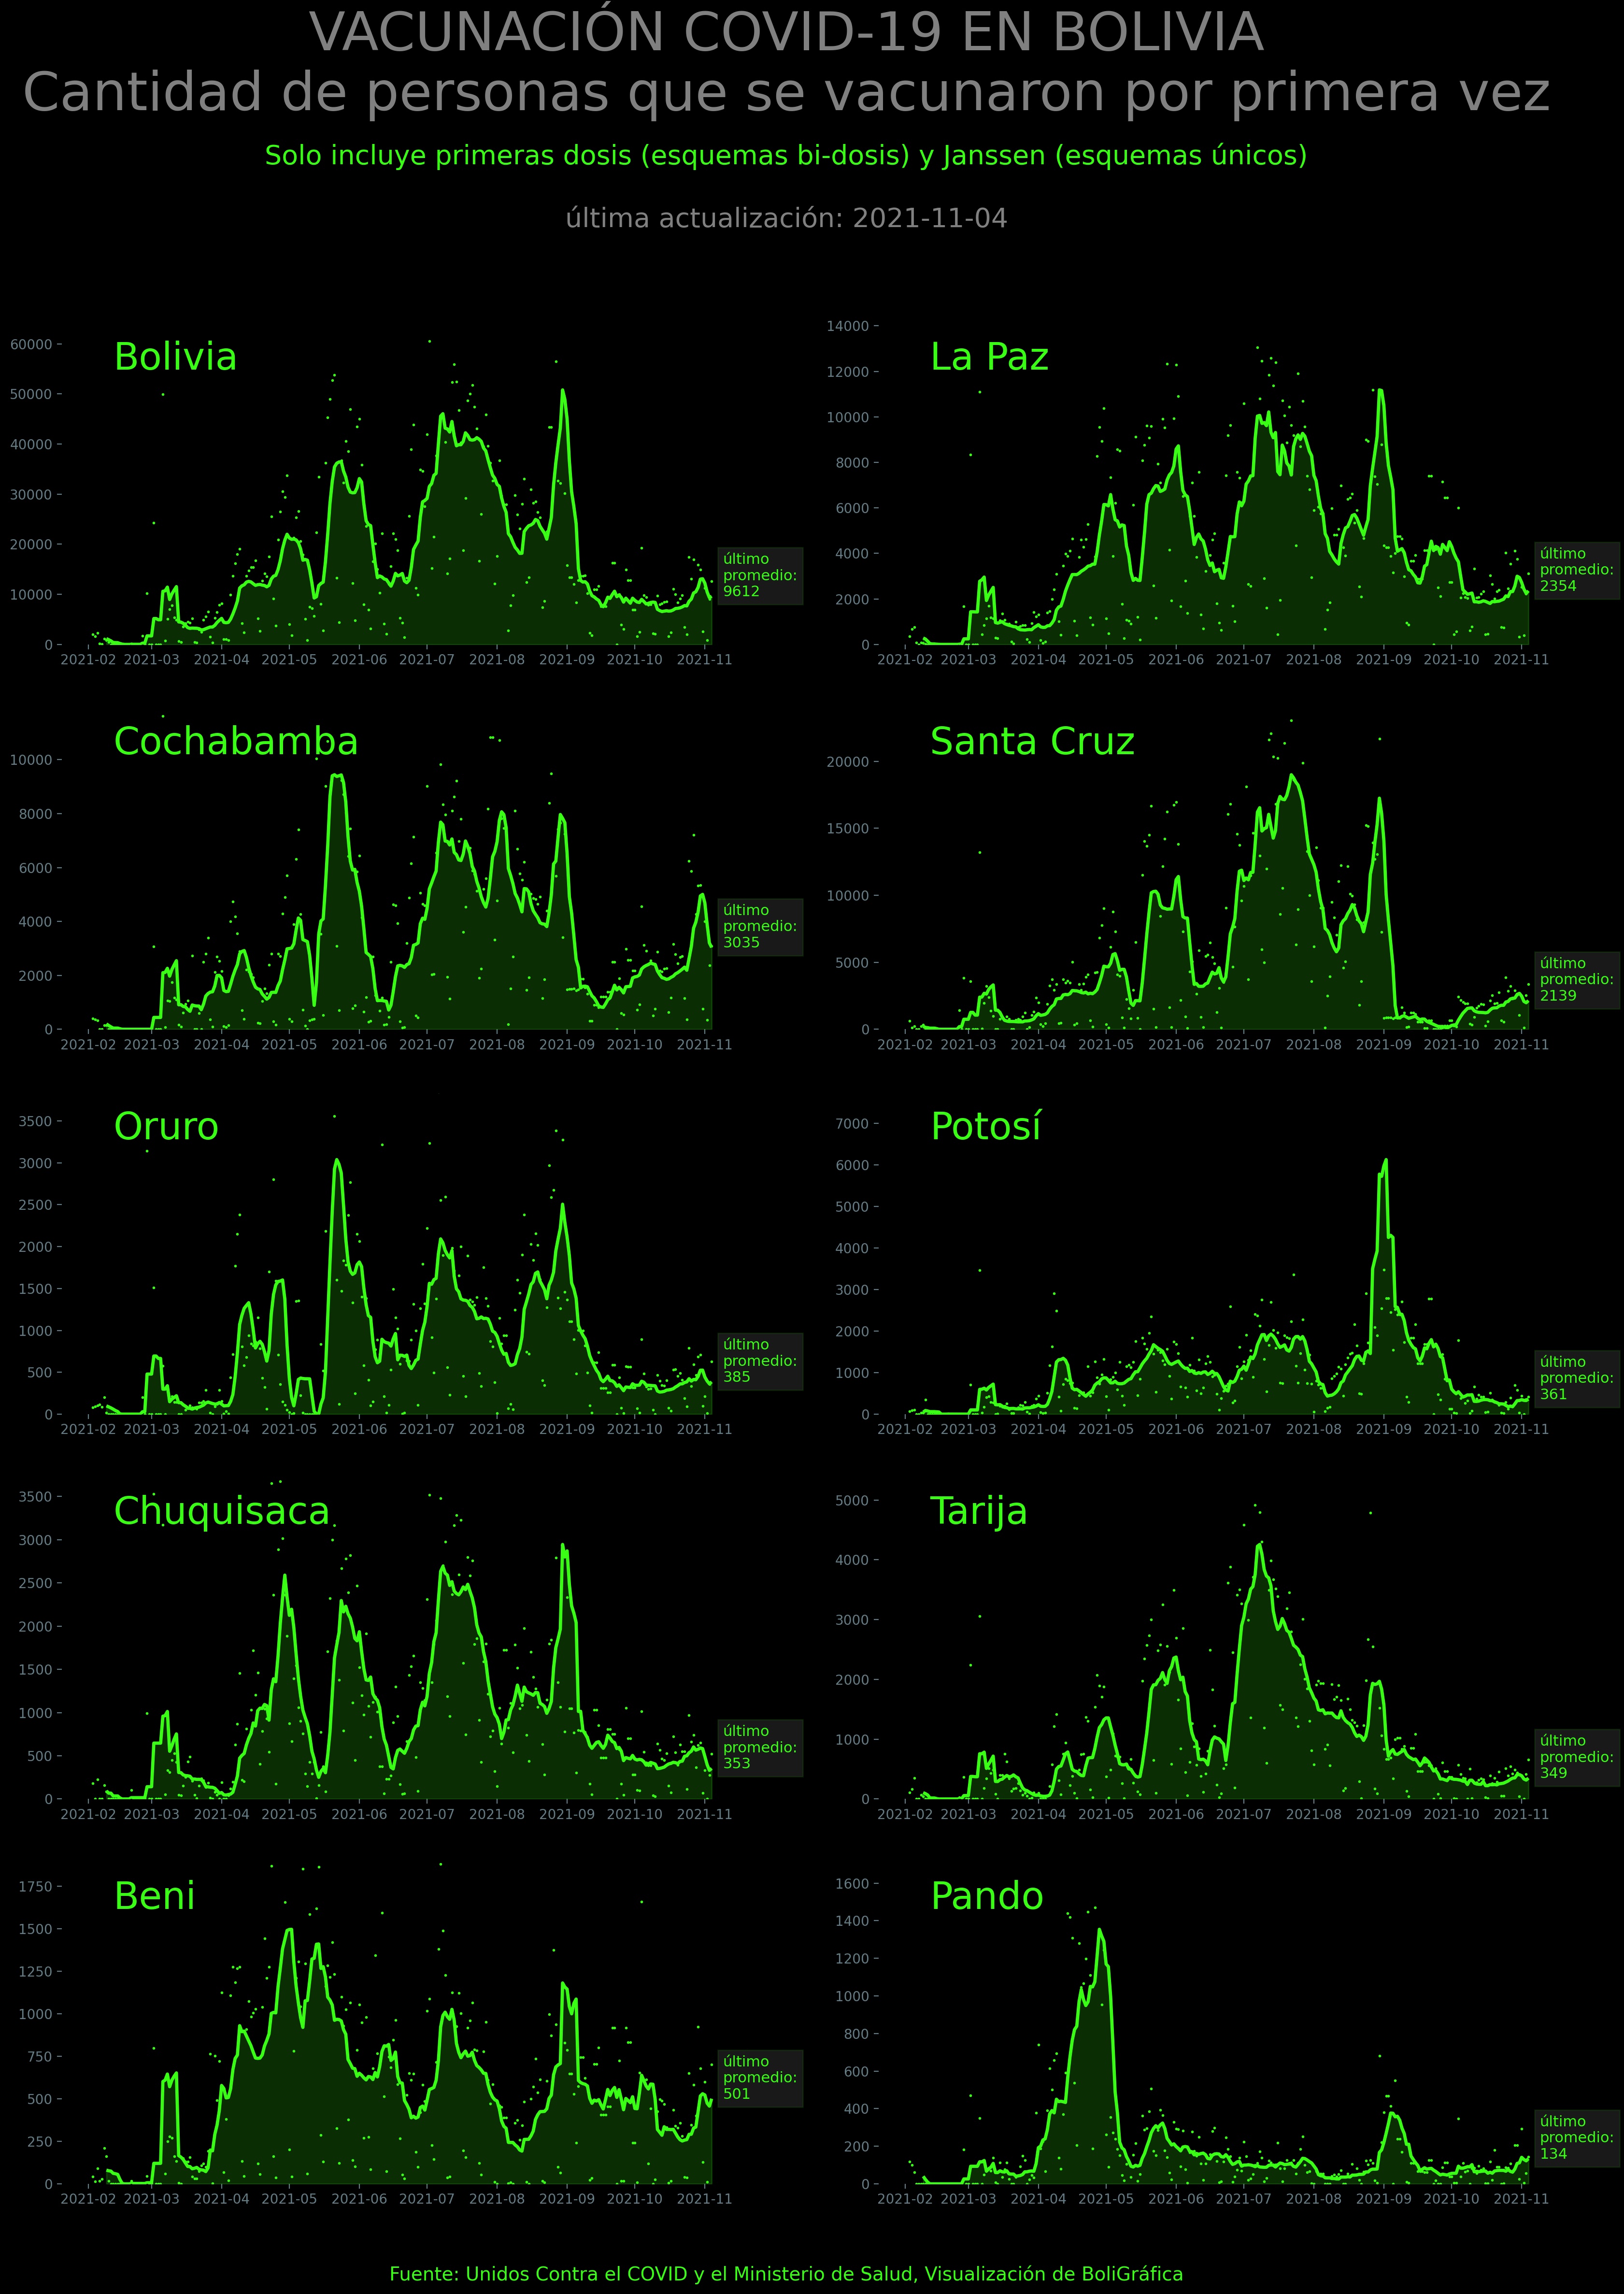 VACUNACIÓN COVID-19 EN BOLIVIA
Cantidad de personas que se vacunaron por primera vez
Solo incluye primeras dosis (esquemas bi-dosis) y Janssen (esquemas únicos)
última actualización: 2021-11-04
Bolivia
60000
50000
40000
30000
20000
10000
0
2021-02 2021-03 2021-04 2021-05 2021-06 2021-07 2021-08 2021-09 2021-10 2021-11
último
promedio:
9612
La Paz
14000
12000
10000
8000
6000
4000
2000
0
2021-02 2021-03 2021-04 2021-05 2021-06 2021-07 2021-08 2021-09 2021-10 2021-11
último
promedio:
2354
Cochabamba
10000
8000
6000
4000
2000
0
2021-02 2021-03 2021-04 2021-05 2021-06 2021-07 2021-08 2021-09 2021-10 2021-11
último
promedio:
3035
Santa Cruz
20000
15000
10000
5000
0
2021-02 2021-03 2021-04 2021-05 2021-06 2021-07 2021-08 2021-09 2021-10 2021-11
último
promedio:
2139
Oruro
3500
3000
2500
2000
1500
1000
500
0
2021-02 2021-03 2021-04 2021-05 2021-06 2021-07 2021-08 2021-09 2021-10 2021-11
último
promedio:
385
Potosí
7000
6000
5000
4000
3000
2000
1000
0
2021-02 2021-03 2021-04 2021-05 2021-06 2021-07 2021-08 2021-09 2021-10 2021-11
último
promedio:
361
Chuquisaca
3500
3000
2500
2000
1500
1000
500
0
2021-02 2021-03 2021-04 2021-05 2021-06 2021-07 2021-08 2021-09 2021-10 2021-11
último
promedio:
353
Tarija
5000
4000
3000
2000
1000
0
2021-02 2021-03 2021-04 2021-05 2021-06 2021-07 2021-08 2021-09 2021-10 2021-11
último
promedio:
349
Beni
1750
1500
1250
1000
750
500
250
0
2021-02 2021-03 2021-04 2021-05 2021-06 2021-07 2021-08 2021-09 2021-10 2021-11
último
promedio:
501
Pando
1600
1400
1200
1000
800
600
400
200
0
2021-02 2021-03 2021-04 2021-05 2021-06 2021-07 2021-08 2021-09 2021-10 2021-11
último
promedio:
134
Fuente: Unidos Contra el COVID y el Ministerio de Salud, Visualización de BoliGráfica